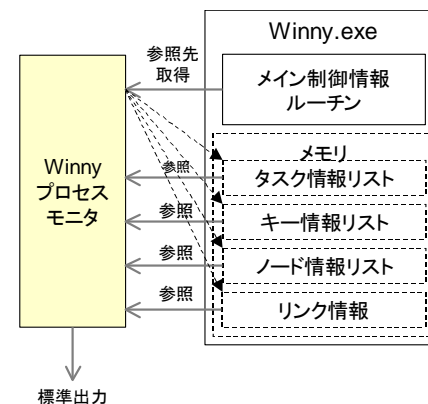 Winny.exe
参照先
取得
メイン制御情報
ルーチン
メモリ
Winny
プロセス
モニタ
参照
タスク情報リスト
参照
キー情報リスト
参照
ノード情報リスト
参照
リンク情報
標準出力